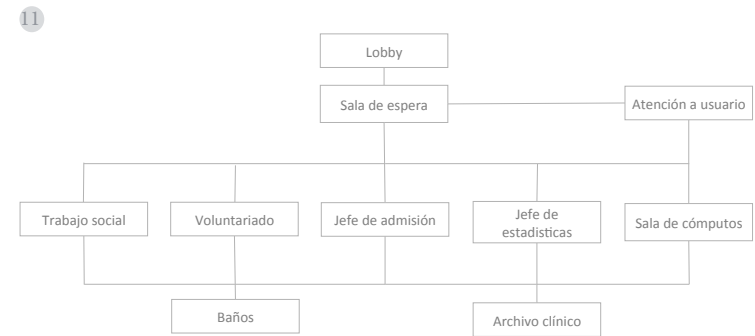 11
Lobby
Sala de espera
Atención a usuario
Trabajo social
Voluntariado
Jefe de admisión
Jefe de
estadisticas
Sala de cómputos
Baños
Archivo clínico